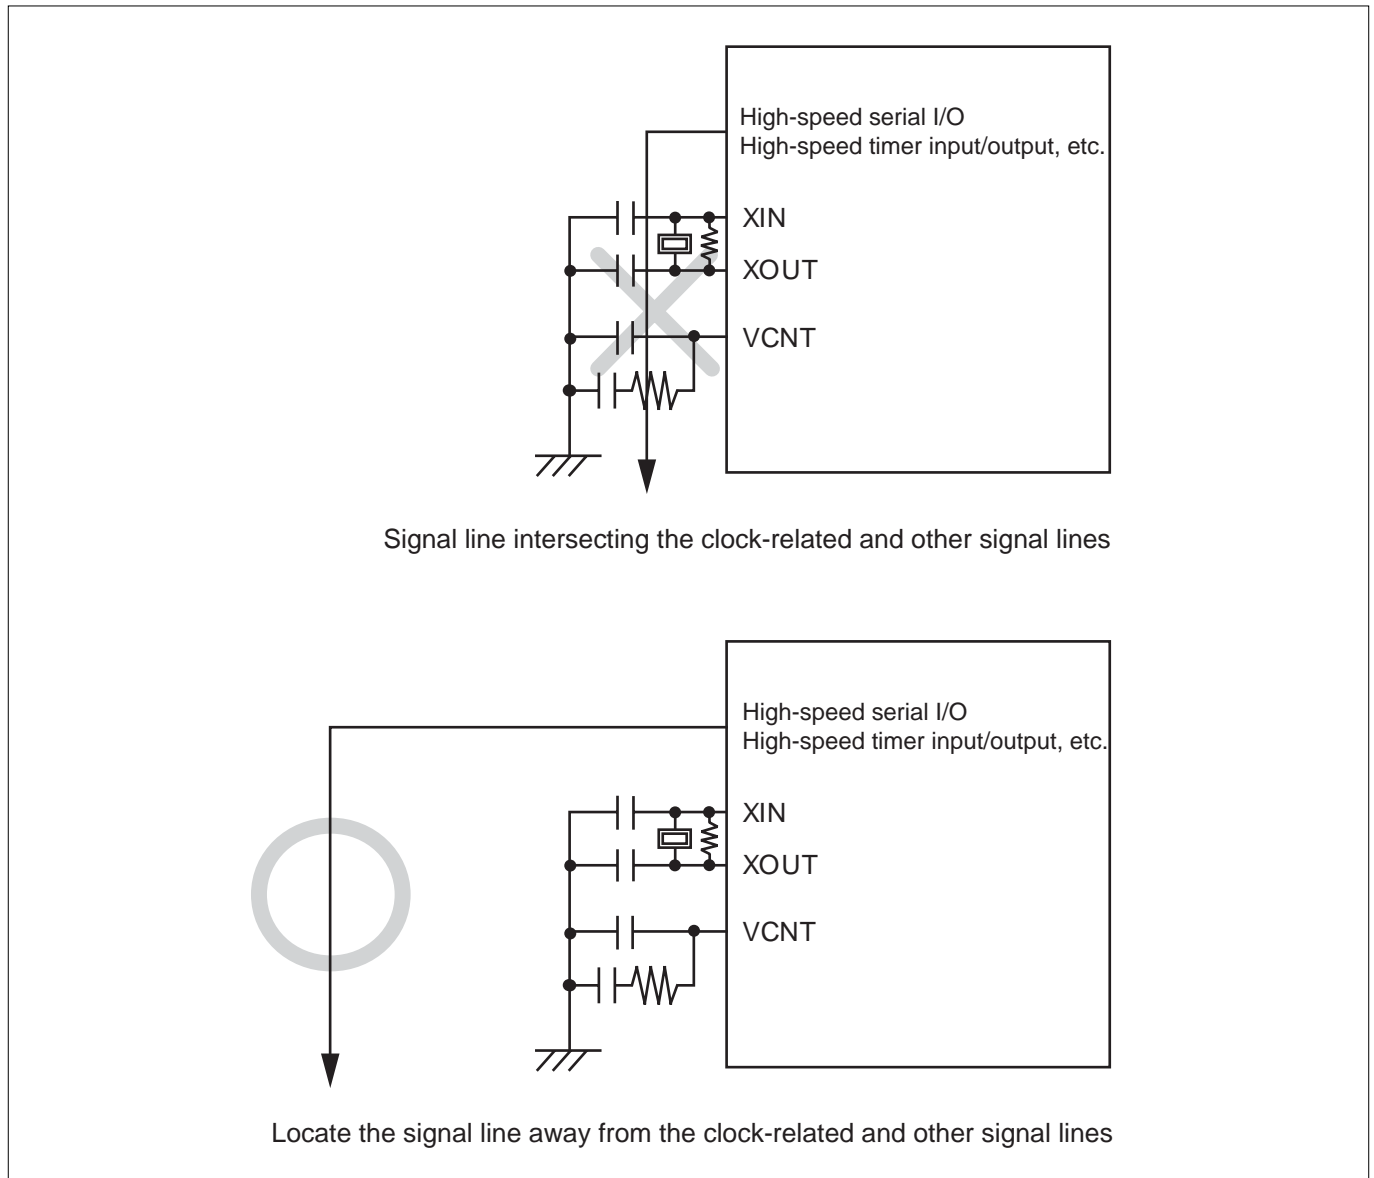 High-speed serial I/O
High-speed timer input/output, etc.
XIN
XOUT
VCNT
Signal line intersecting the clock-related and other signal lines
High-speed serial I/O
High-speed timer input/output, etc.
XIN
XOUT
VCNT
Locate the signal line away from the clock-related and other signal lines